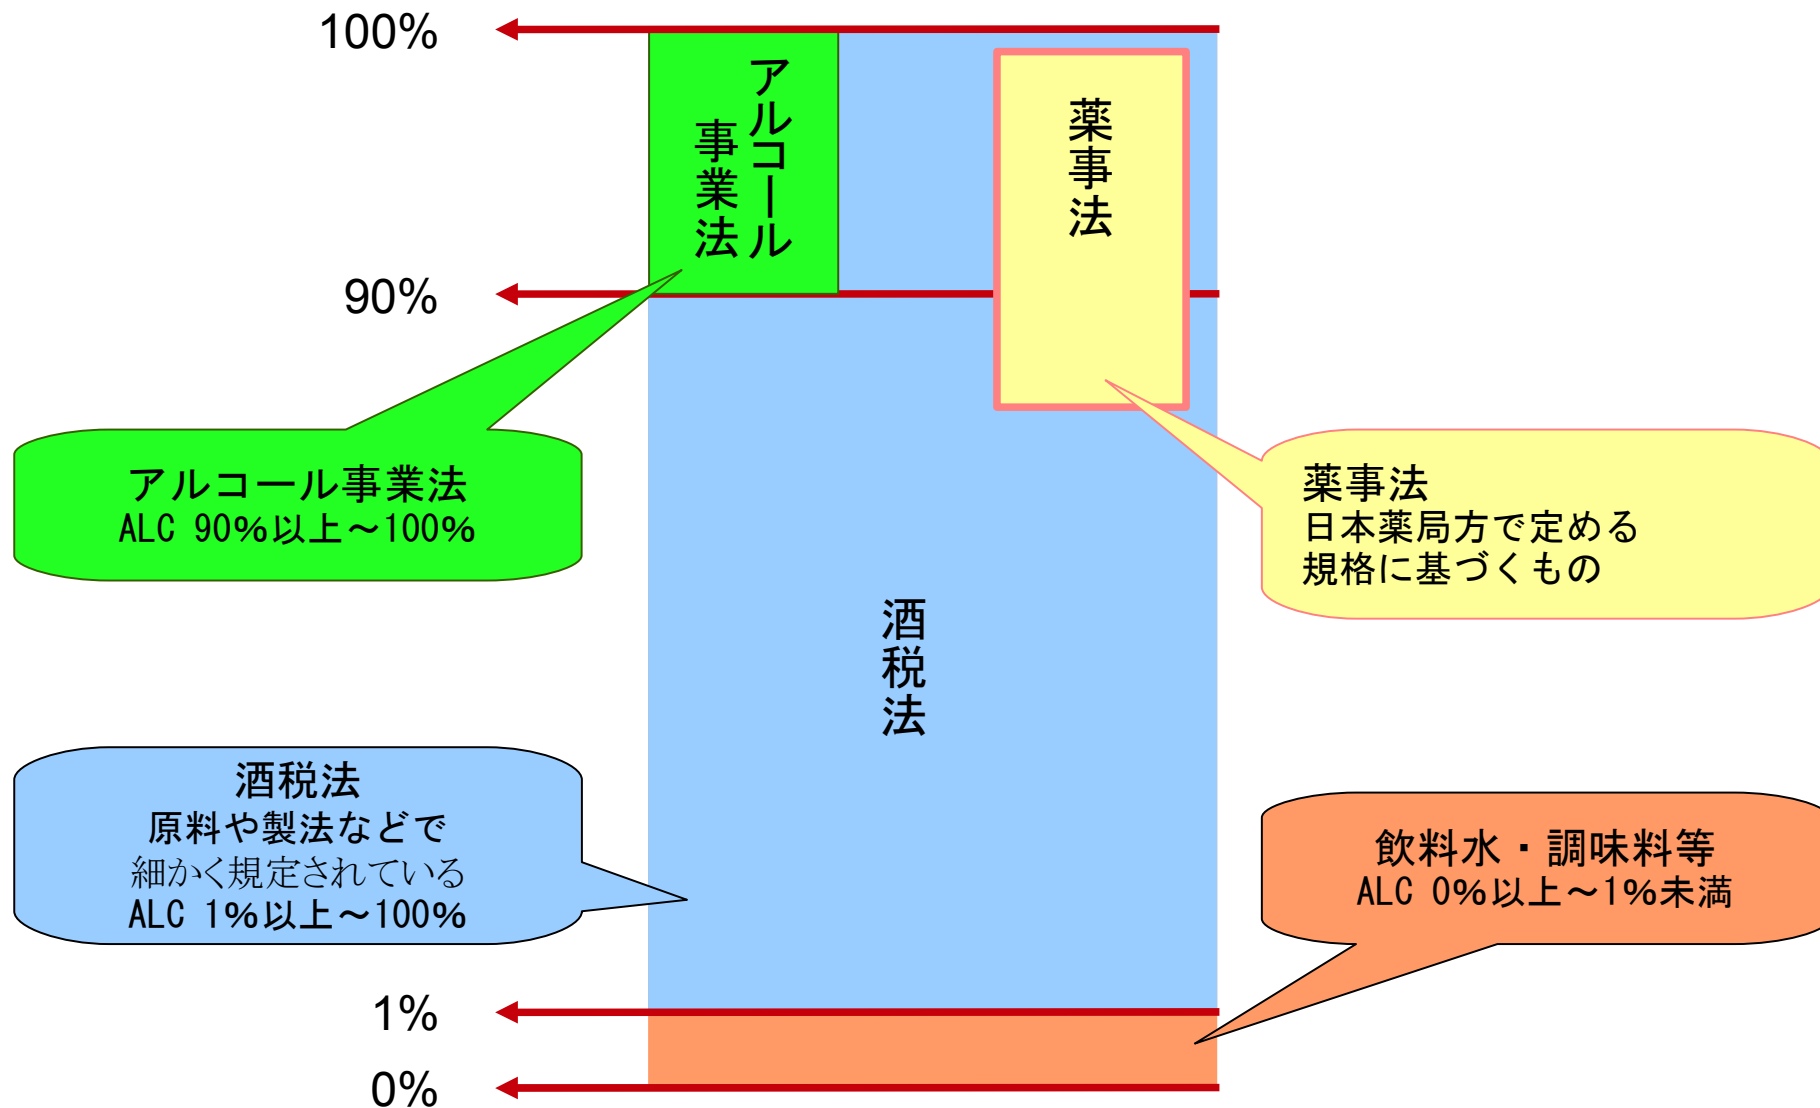 100%
アルコール
事業法
薬事法
90%
アルコール事業法
ALC 90%以上～100%
薬事法
日本薬局方で定める
規格に基づくもの
酒税法
酒税法
原料や製法などで
細かく規定されている
ALC 1%以上～100%
飲料水・調味料等
ALC 0%以上～1%未満
1%
0%